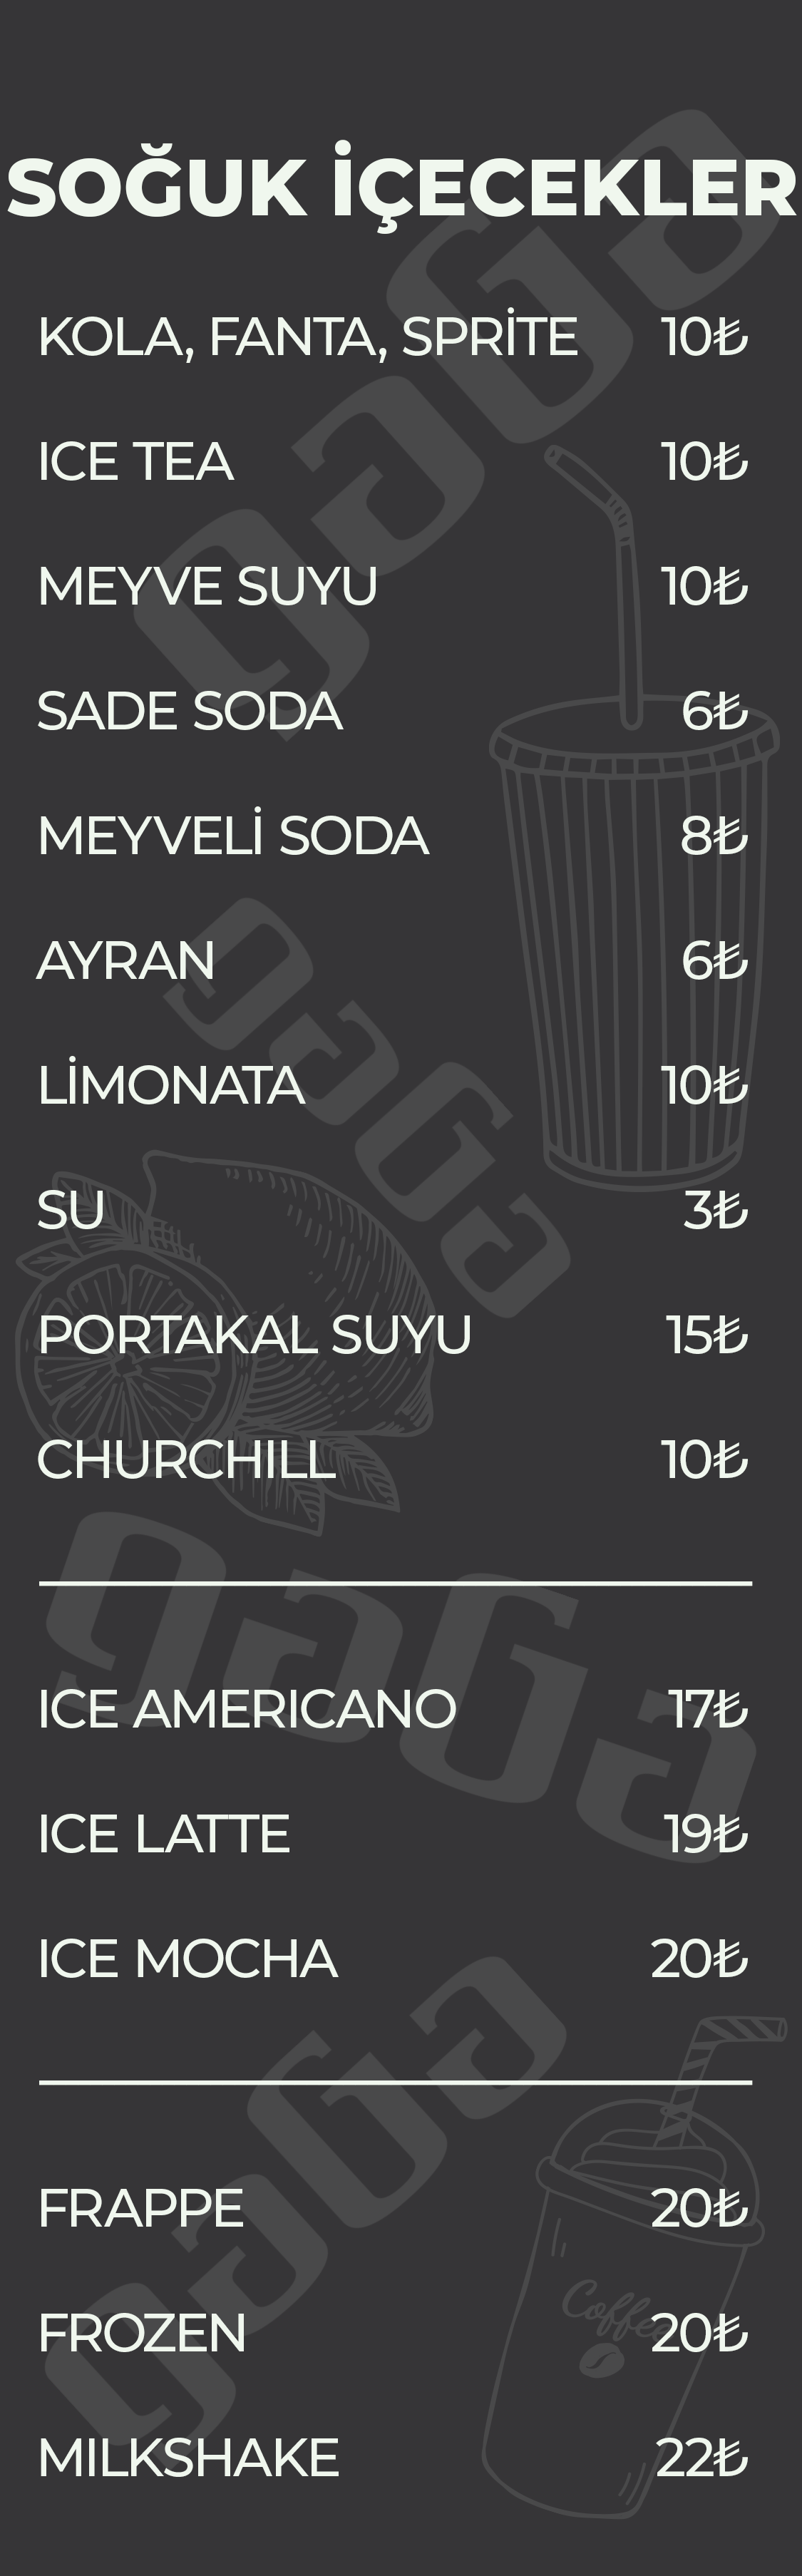 SOĞUK İÇECEKLER
KOLA, FANTA, SPRİTE 10₺
ICE TEA 10₺
MEYVE SUYU 10₺
SADE SODA 6₺
MEYVELİ SODA 8₺
AYRAN 6₺
LİMONATA 10₺
SU 3₺
PORTAKAL SUYU 15₺
CHURCHILL 10₺
ICE AMERICANO 17₺
ICE LATTE 19₺
ICE MOCHA 20₺
FRAPPE 20₺
FROZEN 20₺
Coffee
MILKSHAKE 22₺